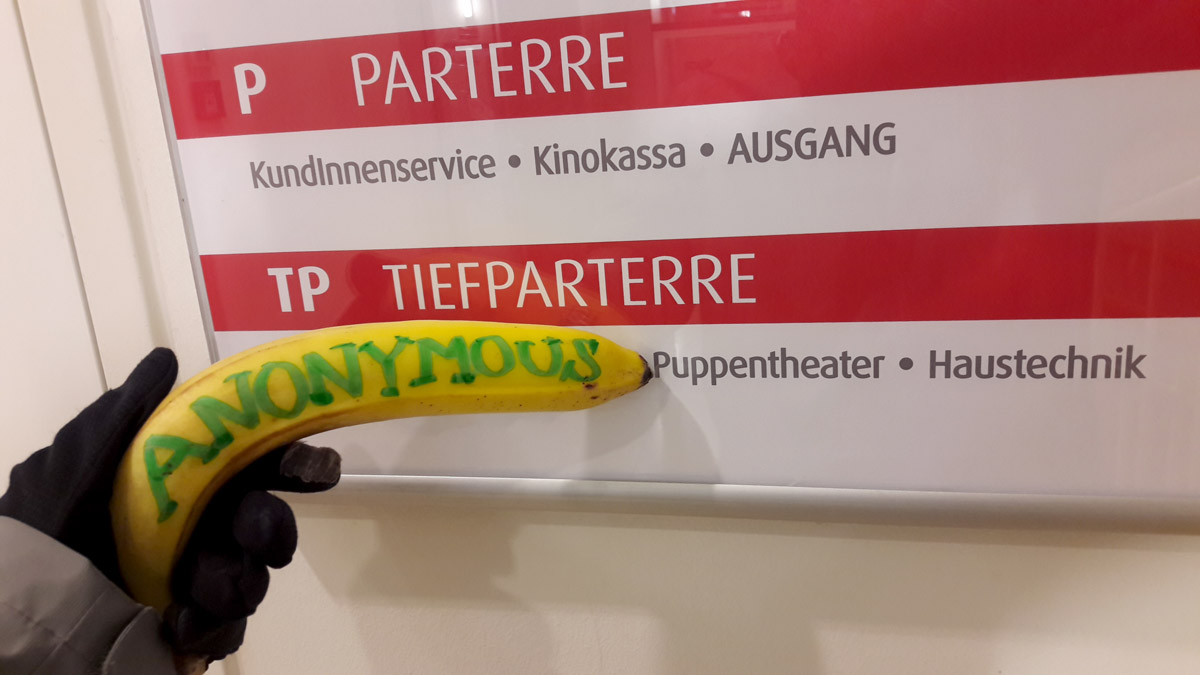 P PARTERRE
KundInnenservice • Kinokassa • AUSGANG
TP TIEFPARTERRE
ANONYMOUS
Puppentheater • Haustechnik